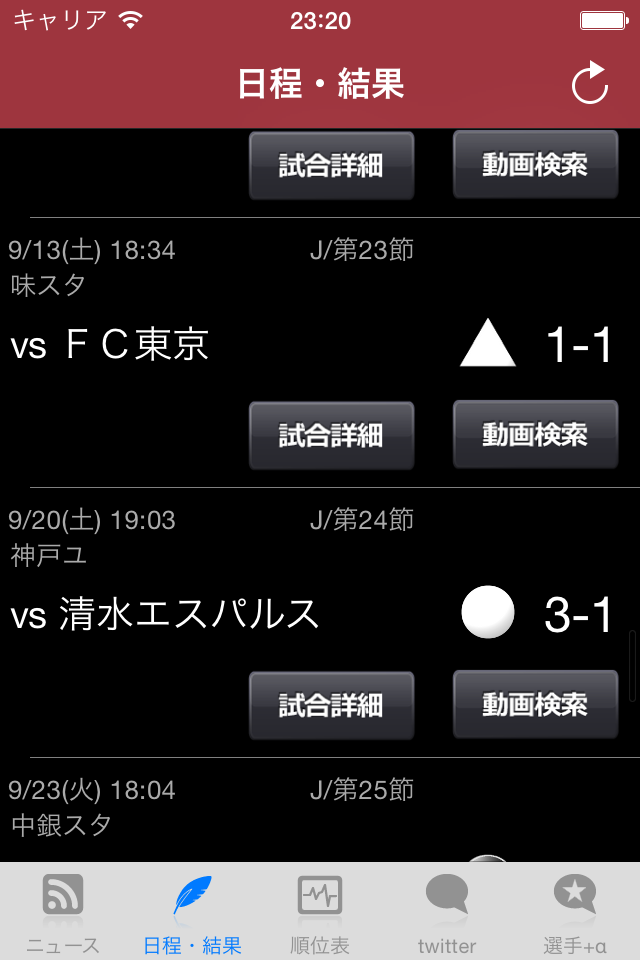 キャリア 23:20
日程・結果
試合詳細 動画検索
9/13(土) 18:34 J/第23節
味スタ
vs ＦＣ東京 1-1
試合詳細 動画検索
9/20(土) 19:03 J/第24節
神戸ユ
vs 清水エスパルス 3-1
試合詳細 動画検索
9/23(火) 18:04 J/第25節
中銀スタ
ニュース 日程・結果 順位表 twitter 選手+α